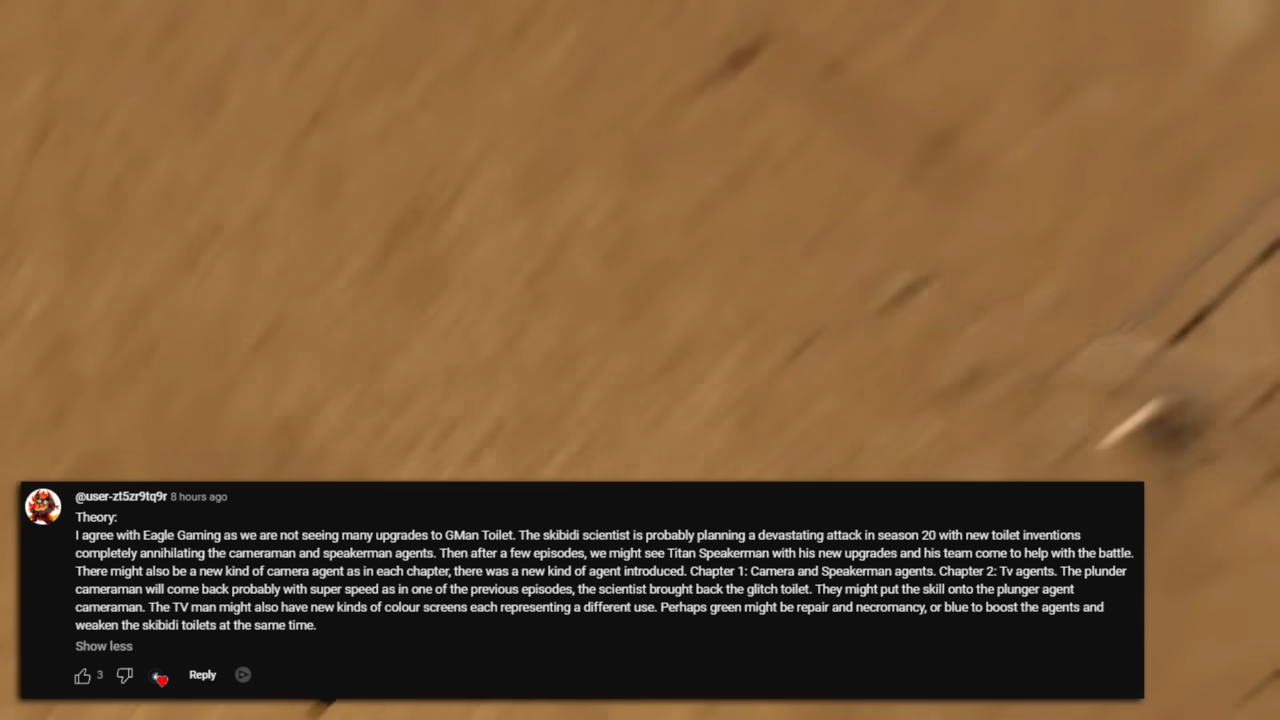 @user-zt5zr9tq9r 8 hours ago
Theory:
I agree with Eagle Gaming as we are not seeing many upgrades to GMan Toilet. The skibidi scientist is probably planning a devastating attack in season 20 with new toilet inventions
completely annihilating the cameraman and speakerman agents. Then after a few episodes, we might see Titan Speakerman with his new upgrades and his team come to help with the battle.
There might also be a new kind of camera agent as in each chapter, there was a new kind of agent introduced. Chapter 1: Camera and Speakerman agents. Chapter 2: Tv agents. The plunder
cameraman will come back probably with super speed as in one of the previous episodes, the scientist brought back the glitch toilet. They might put the skill onto the plunger agent
cameraman. The TV man might also have new kinds of colour screens each representing a different use. Perhaps green might be repair and necromancy, or blue to boost the agents and
weaken the skibidi toilets at the same time.
Show less
3 Reply